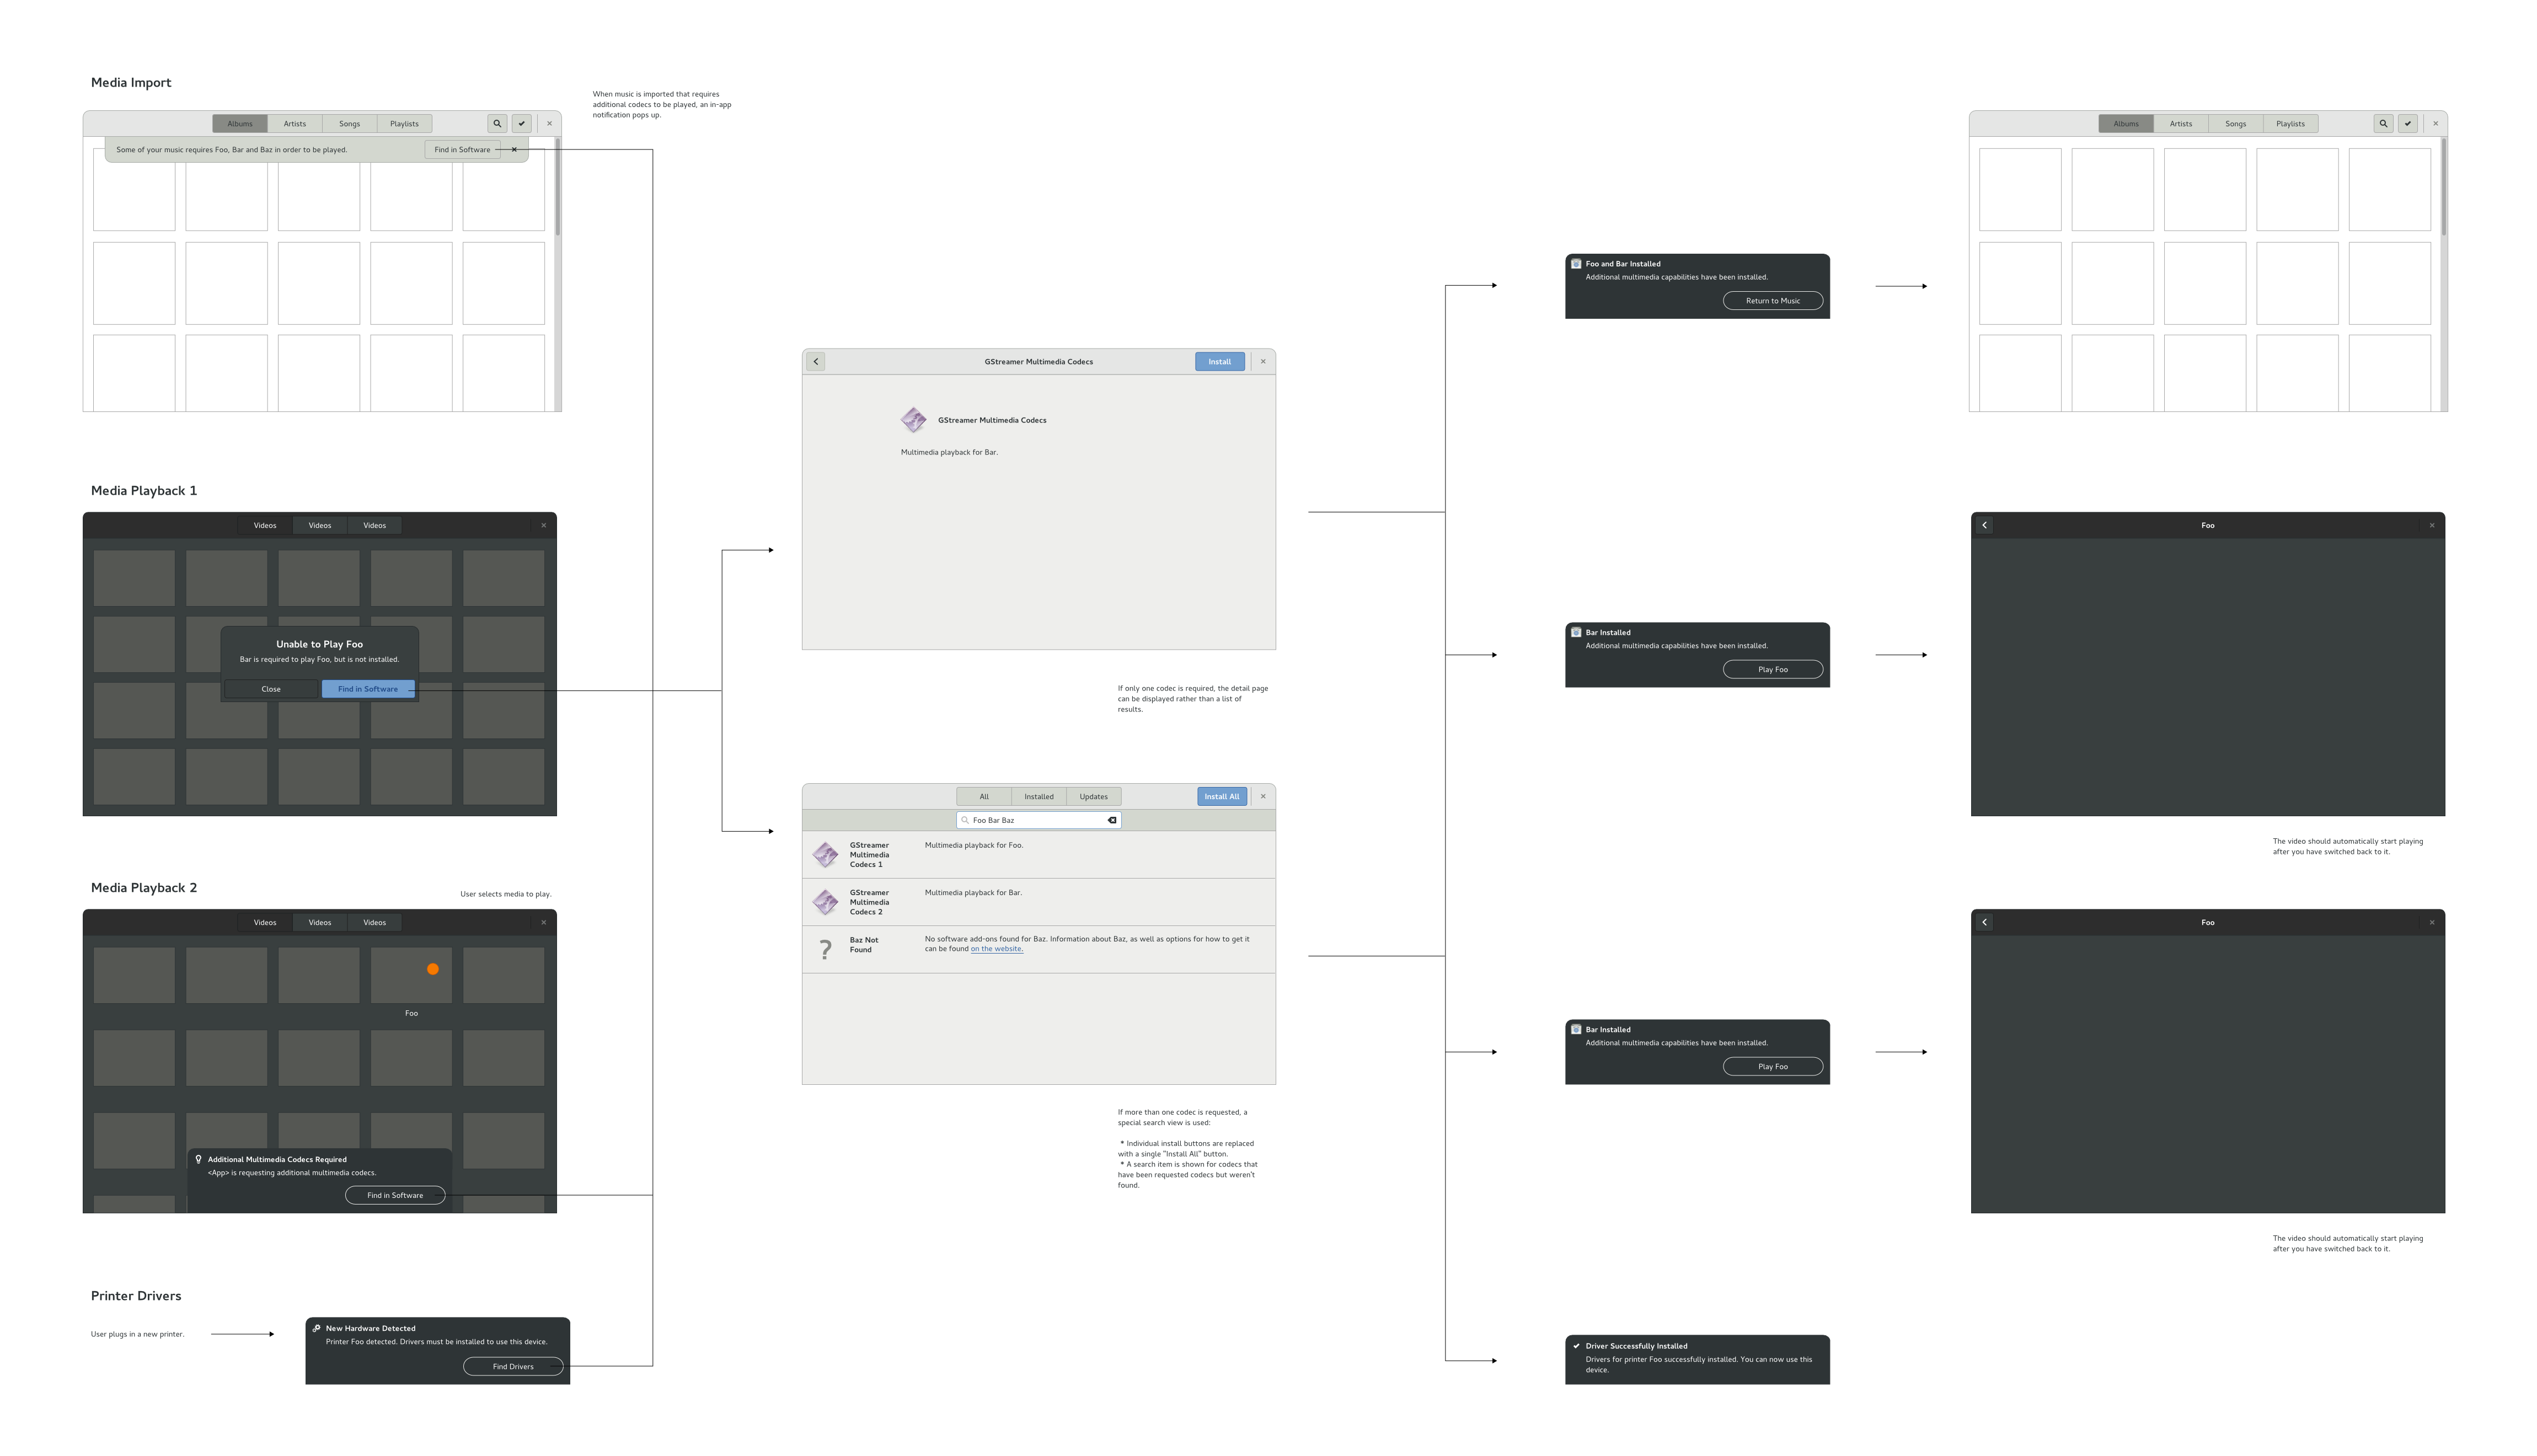 Media Import
When music is imported that requires
additional codecs to be played, an in-app
notification pops up.
Albums
Artists
Songs
Playlists
Some of your music requires Foo, Bar and Baz in order to be played.
Find in Software
Media Playback 1
Videos
Videos
Videos
Unable to Play Foo
Bar is required to play Foo, but is not installed.
Close
Find in Software
Media Playback 2
User selects media to play.
Videos
Videos
Videos
Foo
Additional Multimedia Codecs Required
<App> is requesting additional multimedia codecs.
Find in Software
Printer Drivers
User plugs in a new printer.
New Hardware Detected
Printer Foo detected. Drivers must be installed to use this device.
Find Drivers
GStreamer Multimedia Codecs
Install
GStreamer Multimedia Codecs
Multimedia playback for Bar.
If only one codec is required, the detail page
can be displayed rather than a list of
results.
All
Installed
Updates
Install All
Foo Bar Baz
GStreamer
Multimedia
Codecs 1
Multimedia playback for Foo.
GStreamer
Multimedia
Codecs 2
Multimedia playback for Bar.
Baz Not
Found
No software add-ons found for Baz. Information about Baz, as well as options for how to get it
can be found on the website.
If more than one codec is requested, a
special search view is used:
* Individual install buttons are replaced
with a single "Install All" button.
* A search item is shown for codecs that
have been requested codecs but weren't
found.
Foo and Bar Installed
Additional multimedia capabilities have been installed.
Return to Music
Bar Installed
Additional multimedia capabilities have been installed.
Play Foo
Bar Installed
Additional multimedia capabilities have been installed.
Play Foo
Driver Successfully Installed
Drivers for printer Foo successfully installed. You can now use this
device.
Albums
Artists
Songs
Playlists
Foo
The video should automatically start playing
after you have switched back to it.
Foo
The video should automatically start playing
after you have switched back to it.